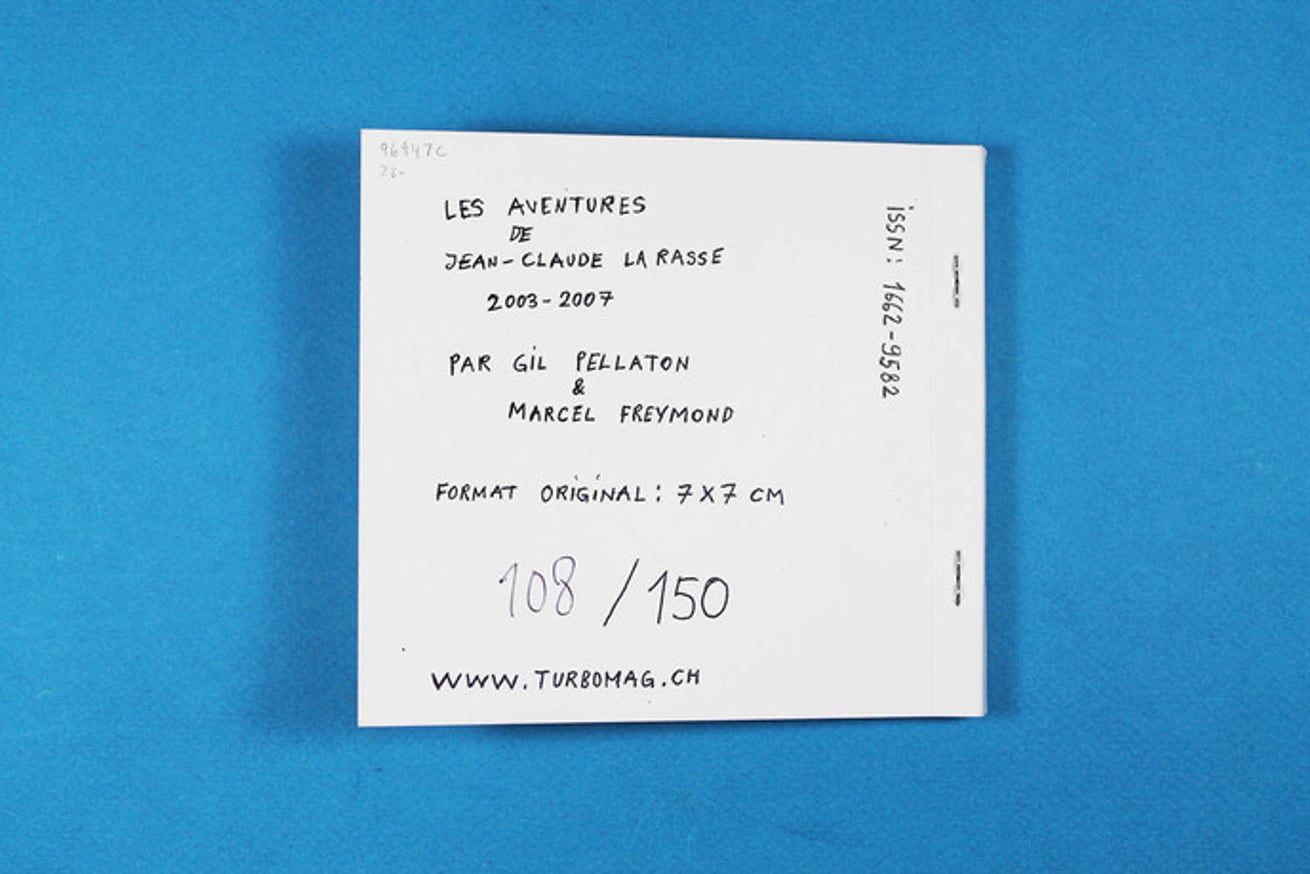 96947C
LES AVENTURES
DE
JEAN-CLAUDE LA RASSE
2003-2007
PAR GIL PELLATON
&
MARCEL FREYMOND
FORMAT ORIGINAL: 7X7 CM
108/150
WWW.TURBOMAG.CH
ISSN: 1662-9582